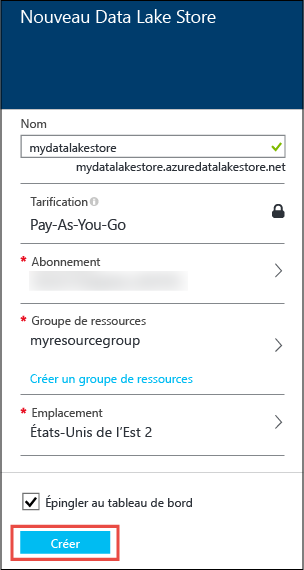 Nouveau Data Lake Store
Nom
mydatalakestore
mydatalakestore.azuredatalakestore.net
Tarification
Pay-As-You-Go
* Abonnement
* Groupe de ressources
myresourcegroup
Créer un groupe de ressources
* Emplacement
États-Unis de l'Est 2
Épingler au tableau de bord
Créer